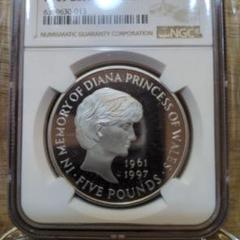 NUMISMATIC GUARANTY CORPORATION
NGC
IN MEMORY OF DIANA PRINCESS OF WALES
1961
1997
· FIVE POUNDS ·